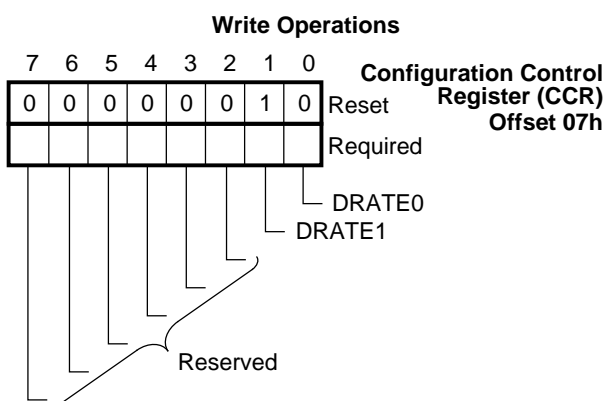 Write Operations
7 6 5 4 3 2 1 0
Configuration Control
Register (CCR)
Offset 07h
0 0 0 0 0 0 1 0 Reset
Required
DRATE0
DRATE1
Reserved